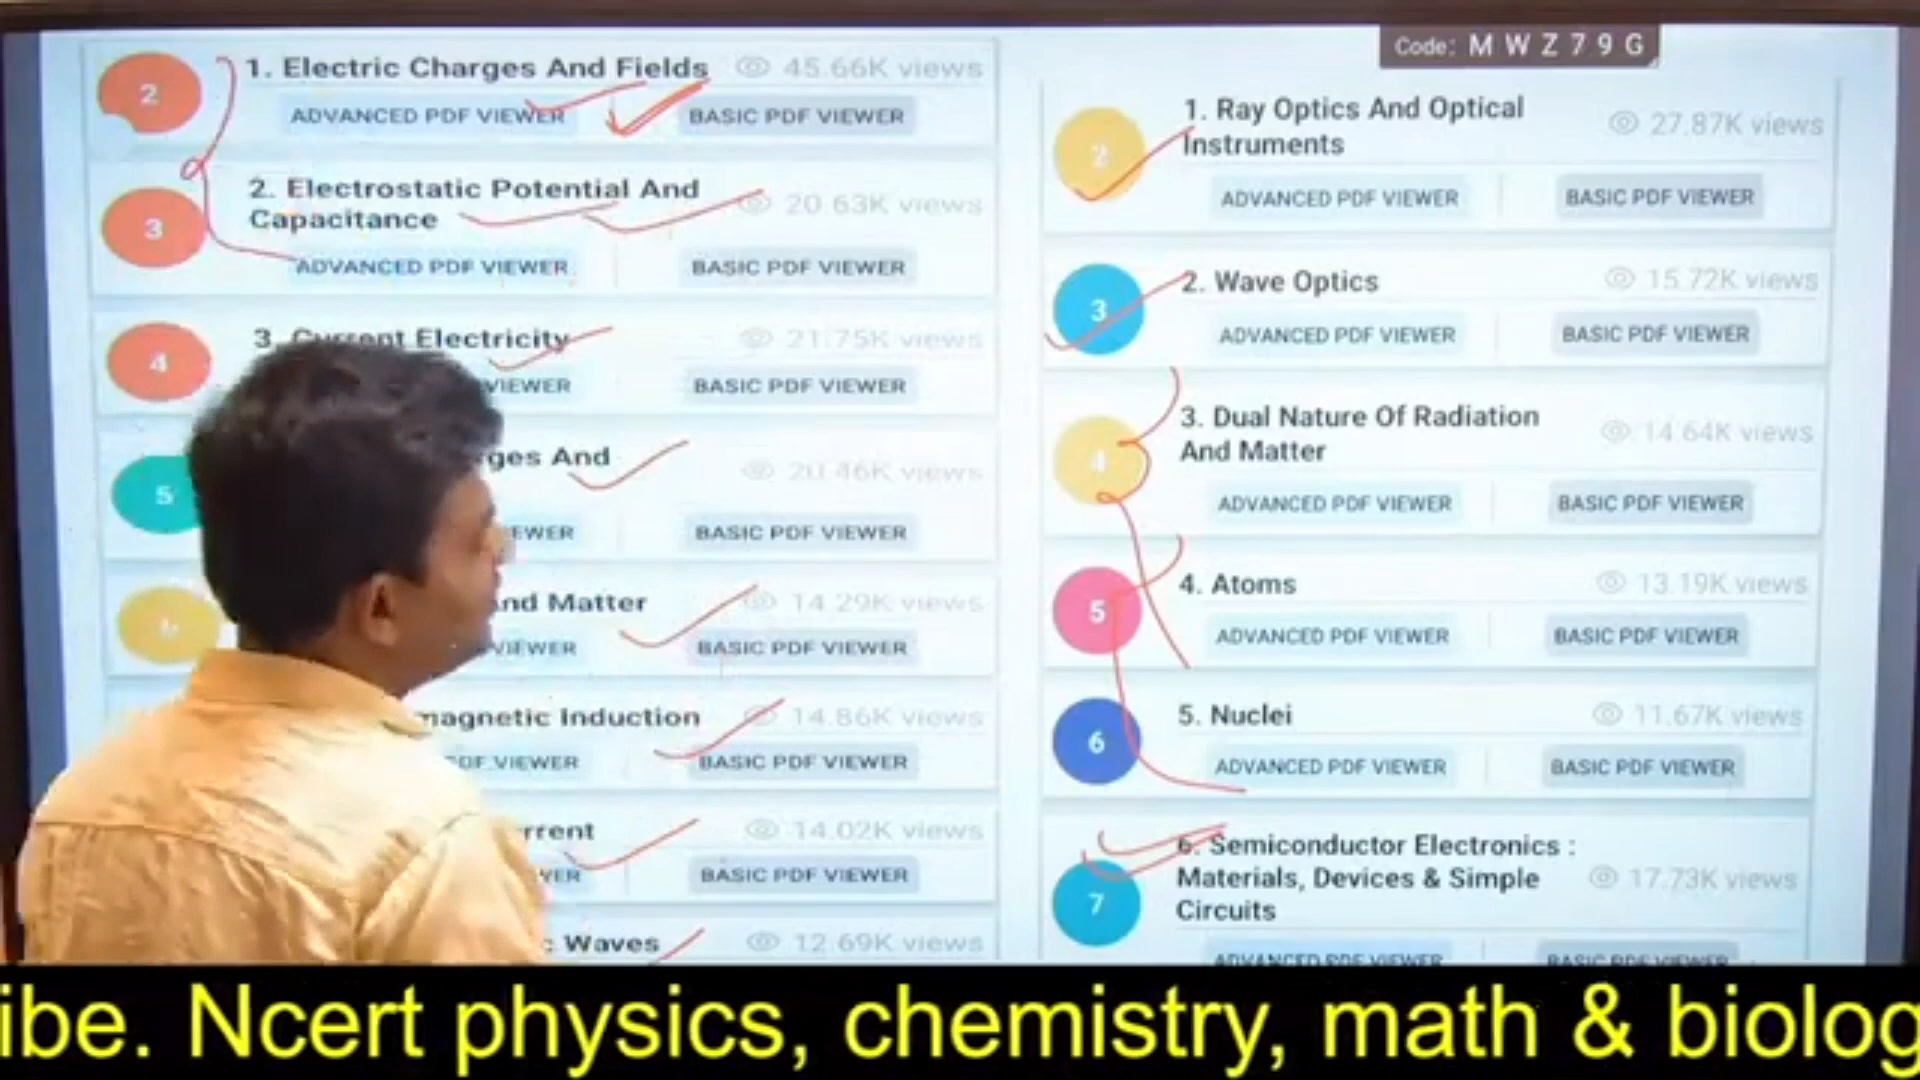 Code: M W Z 7 9 G
2
1. Electric Charges And Fields
45.66K views
ADVANCED PDF VIEWER
BASIC PDF VIEWER
3
2. Electrostatic Potential And
Capacitance
20.63K views
ADVANCED PDF VIEWER
BASIC PDF VIEWER
4
3. Current Electricity
21.75K views
VIEWER
BASIC PDF VIEWER
5
rges And
20.46K views
EWER
BASIC PDF VIEWER
nd Matter
14.29K views
VIEWER
BASIC PDF VIEWER
magnetic Induction
14.86K views
DF VIEWER
BASIC PDF VIEWER
rrent
14.02K views
WER
BASIC PDF VIEWER
c Waves
12.69K views
2
1. Ray Optics And Optical
Instruments
27.87K views
ADVANCED PDF VIEWER
BASIC PDF VIEWER
3
2. Wave Optics
15.72K views
ADVANCED PDF VIEWER
BASIC PDF VIEWER
4
3. Dual Nature Of Radiation
And Matter
14.64K views
ADVANCED PDF VIEWER
BASIC PDF VIEWER
5
4. Atoms
13.19K views
ADVANCED PDF VIEWER
BASIC PDF VIEWER
6
5. Nuclei
11.67K views
ADVANCED PDF VIEWER
BASIC PDF VIEWER
7
6. Semiconductor Electronics :
Materials, Devices & Simple
Circuits
17.73K views
ADVANCED PDF VIEWER
BASIC PDF VIEWER
ibe. Ncert physics, chemistry, math & biolog